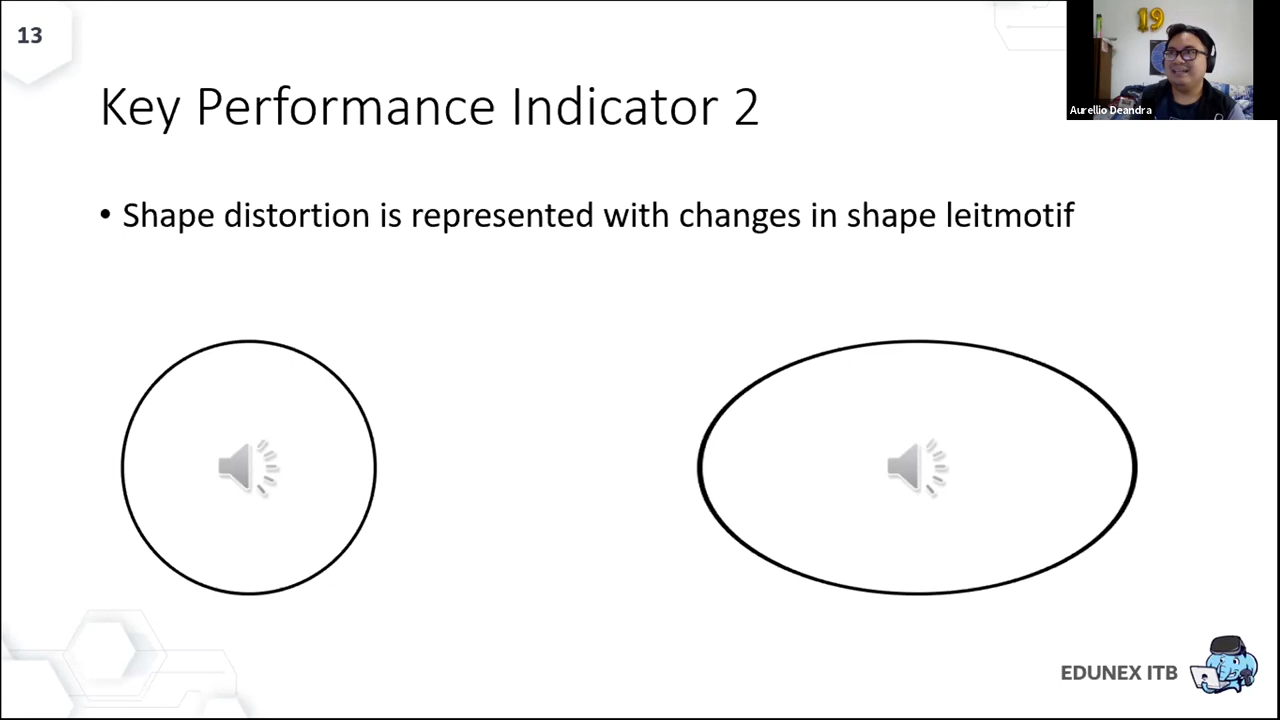 13
19
Aurellio Deandra
Key Performance Indicator 2
• Shape distortion is represented with changes in shape leitmotif
EDUNEX ITB